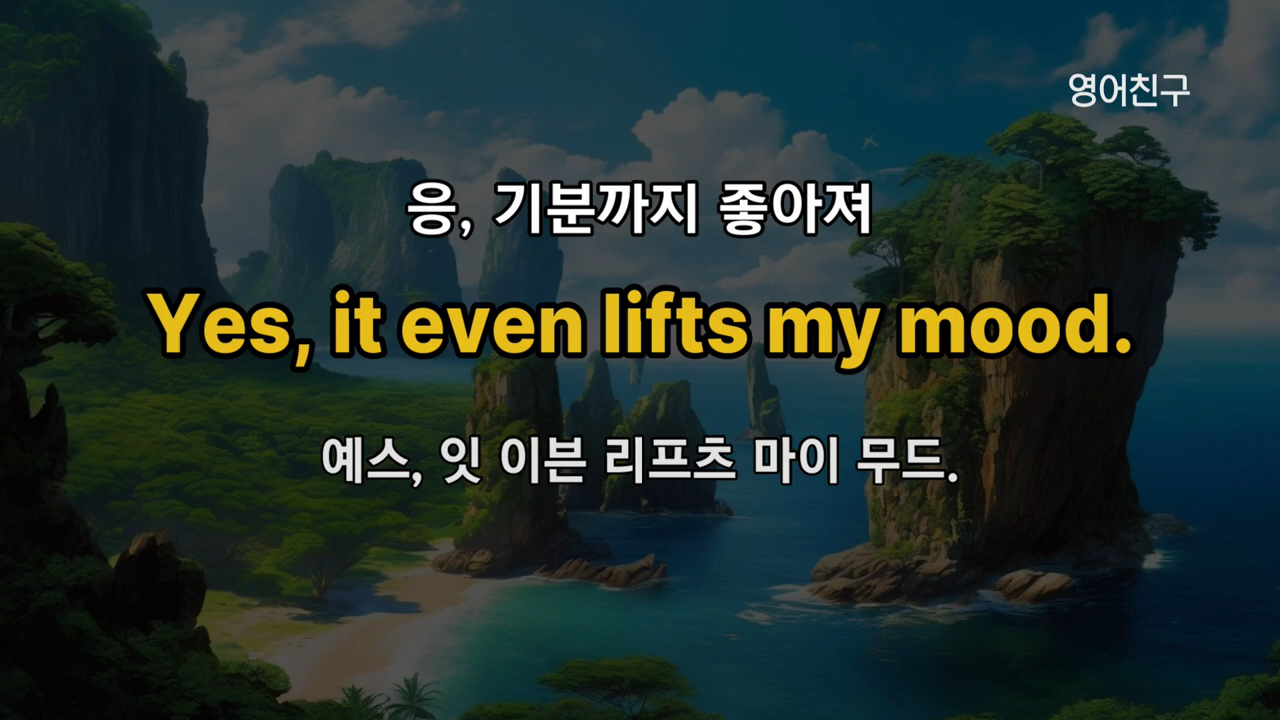 영어친구
응, 기분까지 좋아져
Yes, it even lifts my mood.
예스, 잇 이븐 리프츠 마이 무드.